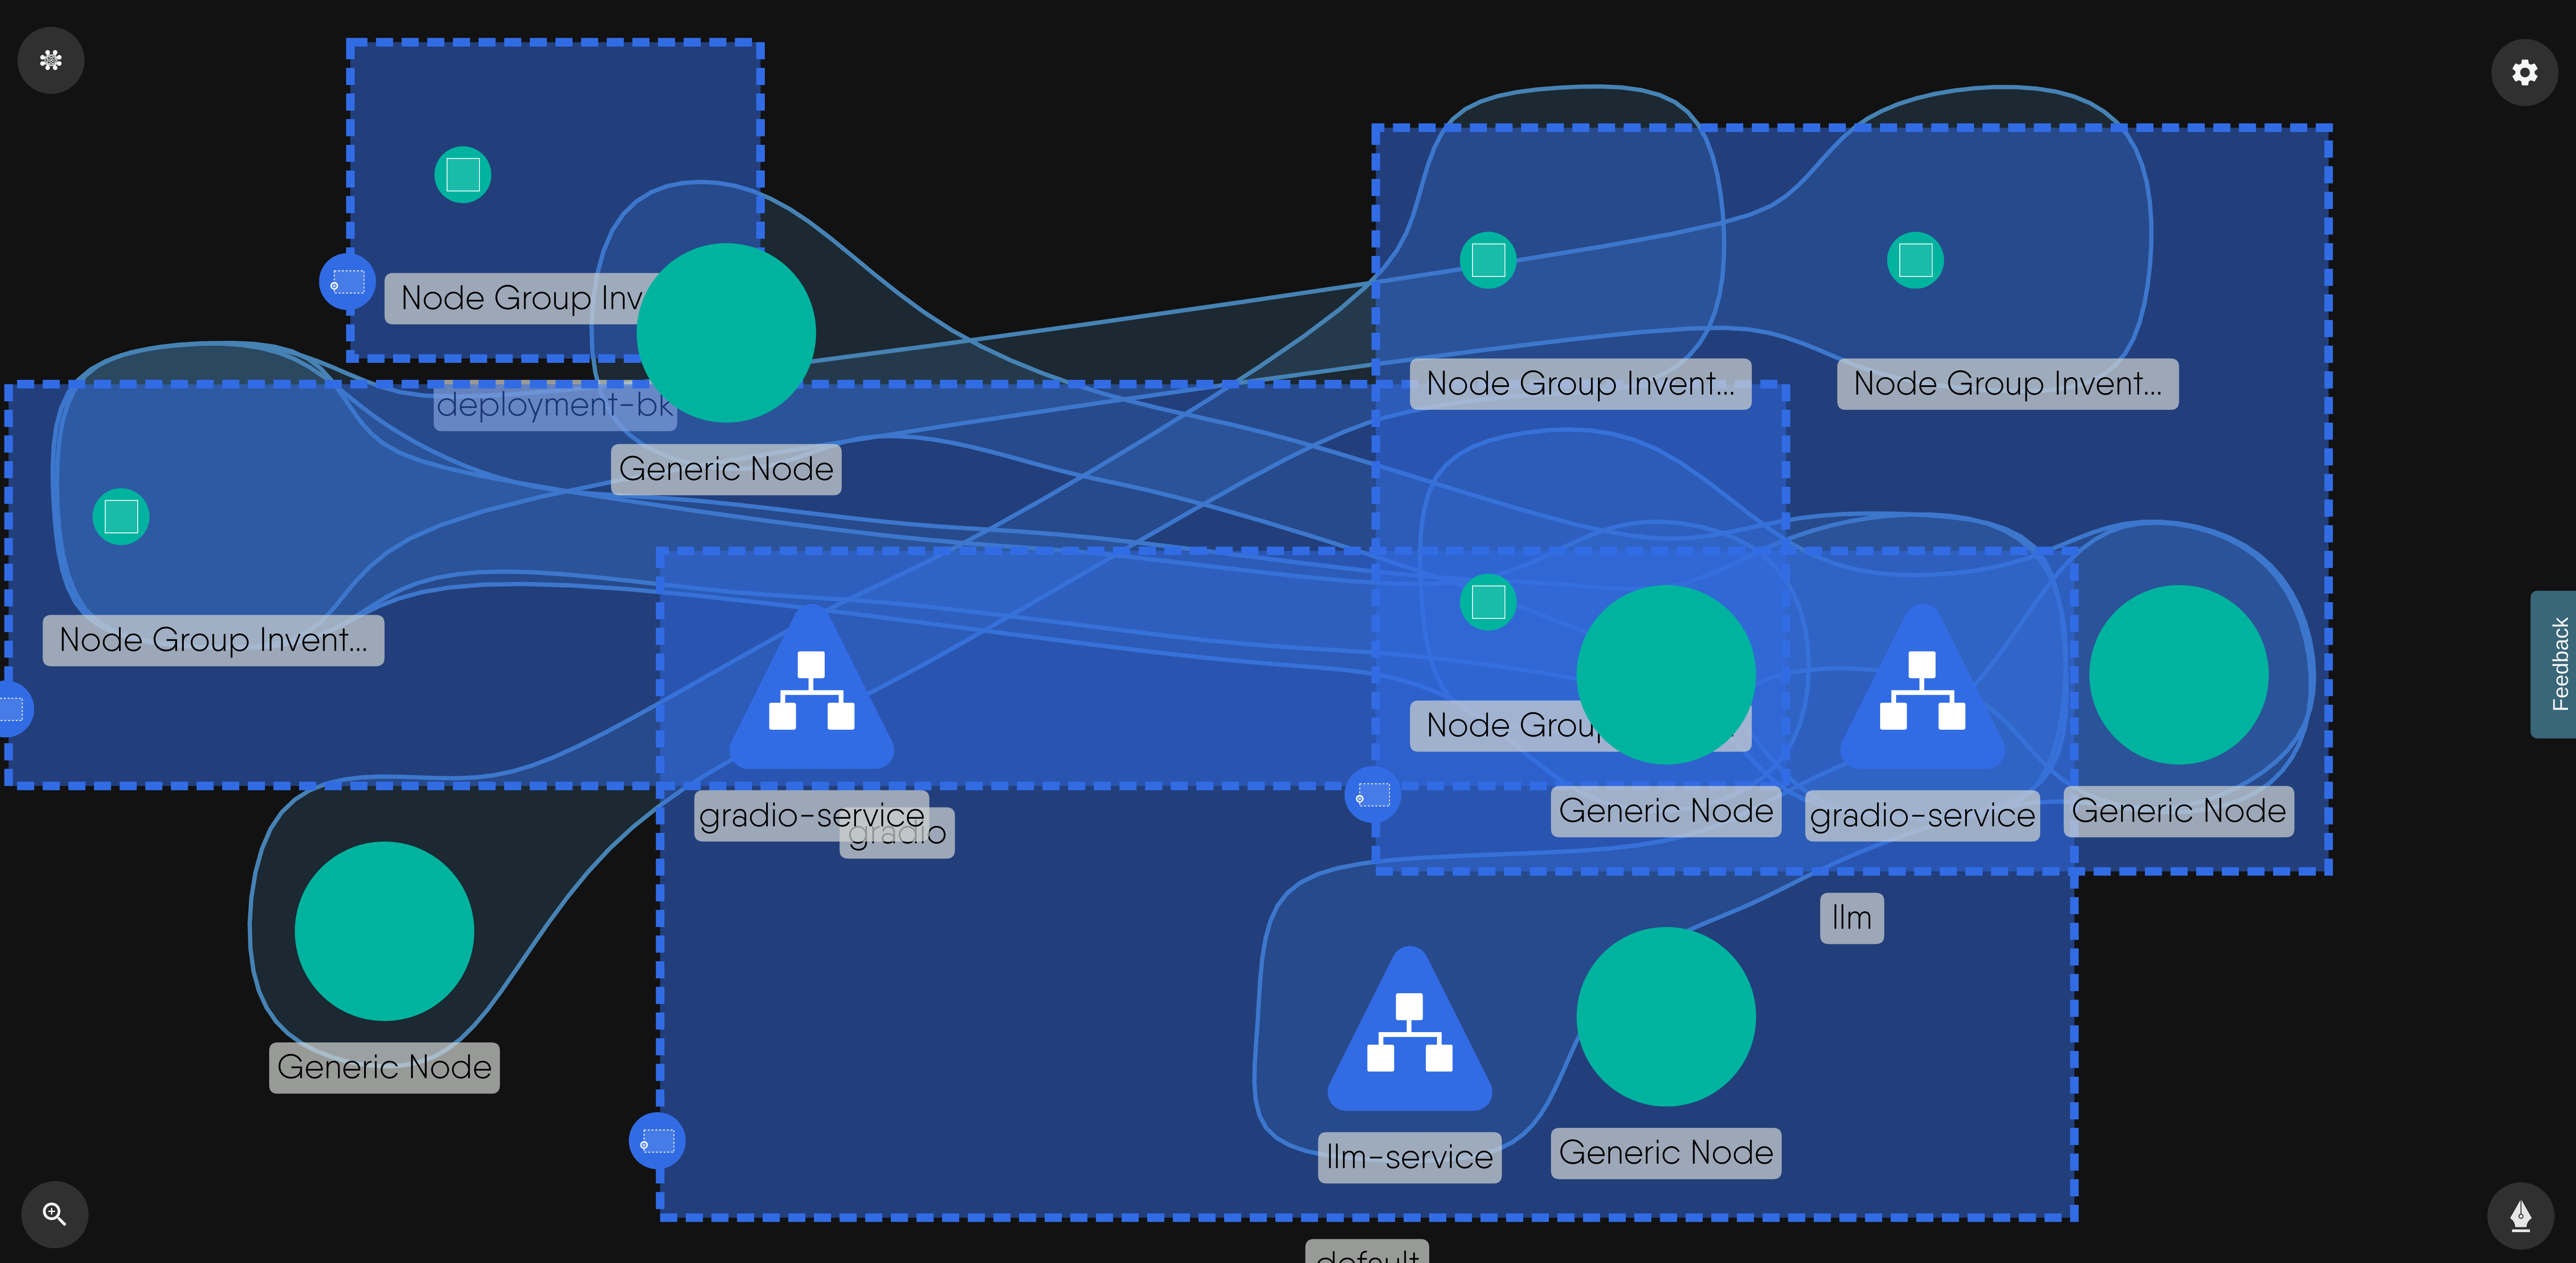 Node Group Inv
deployment-bk
Generic Node
Node Group Invent...
Node Group Invent...
Node Group Invent...
Node Grou
gradio-service
gradio
Generic Node
gradio-service
Generic Node
llm
Generic Node
llm-service
Generic Node
default
Feedback